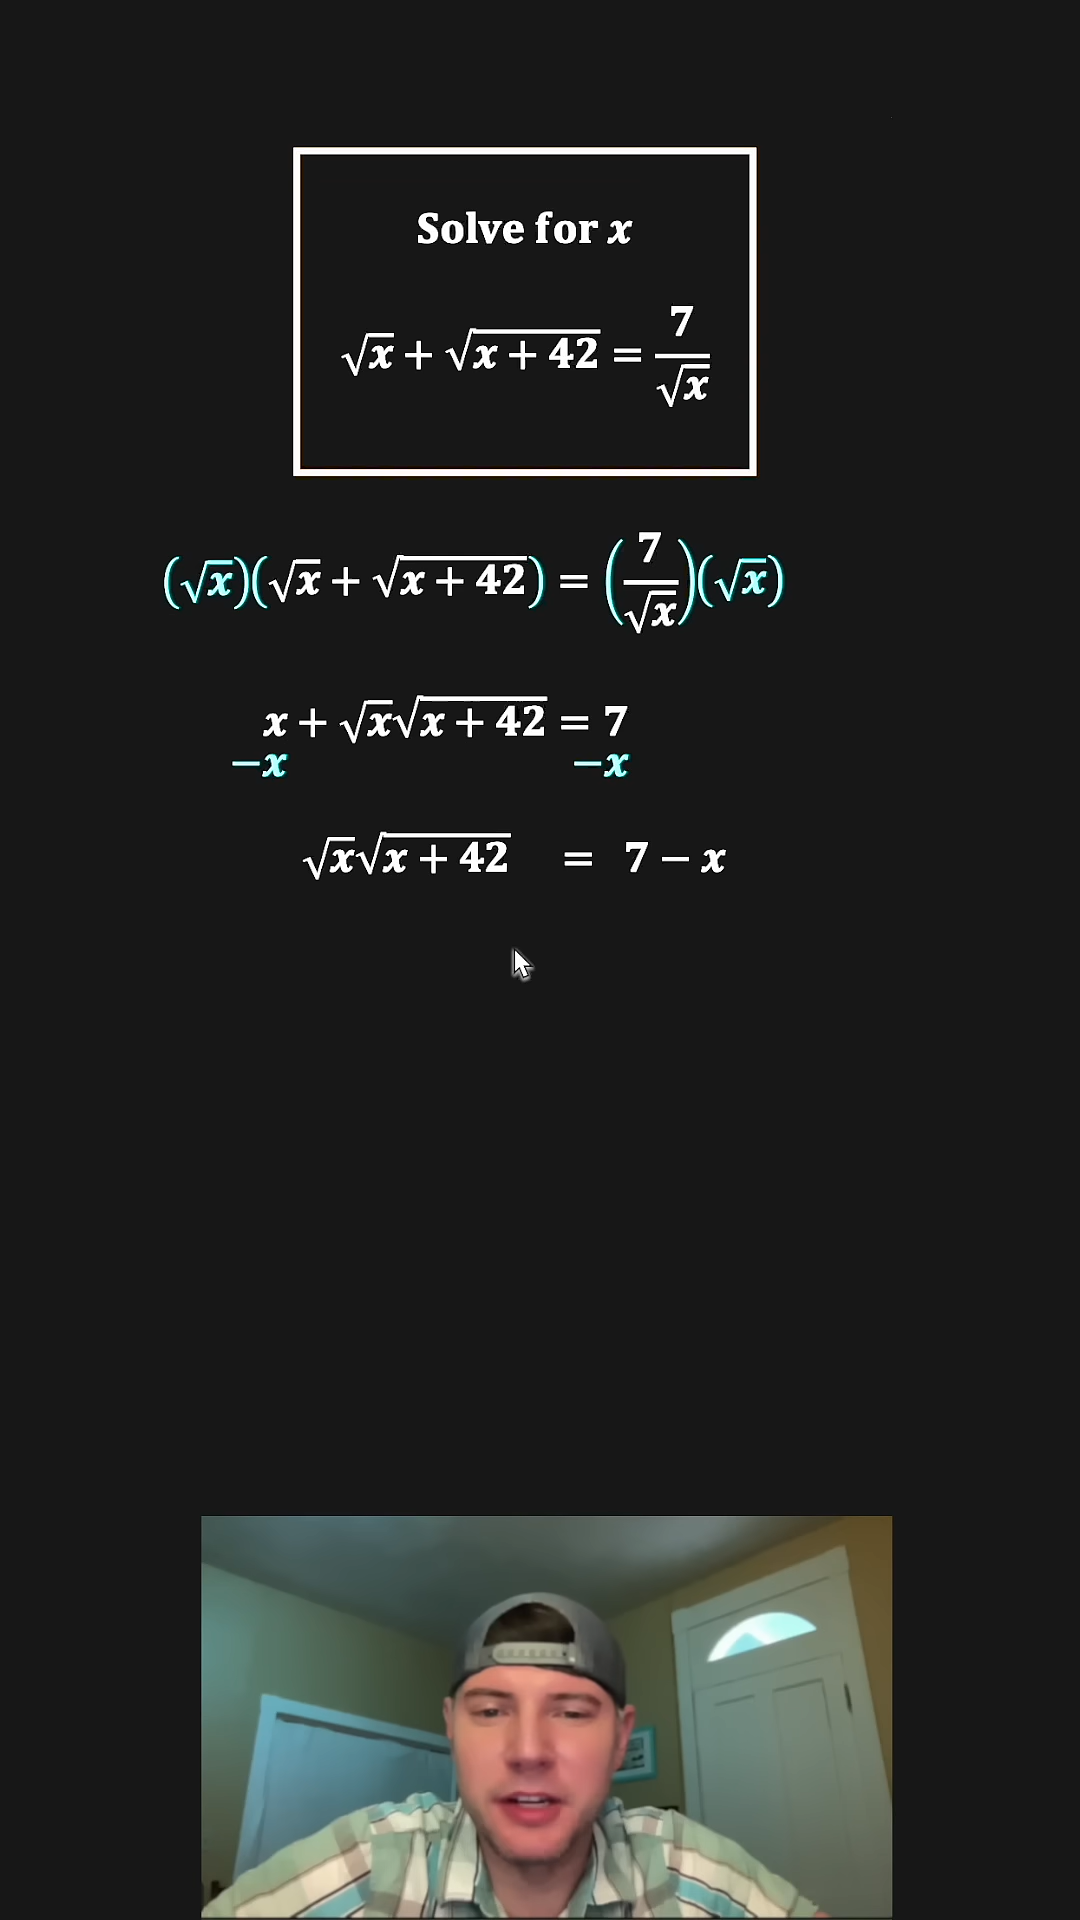 Solve for x
√x + √(x + 42) = 7/√x
(√x)(√x + √(x + 42)) = (7/√x)(√x)
x + √x√(x + 42) = 7
−x −x
√x√(x + 42) = 7 − x